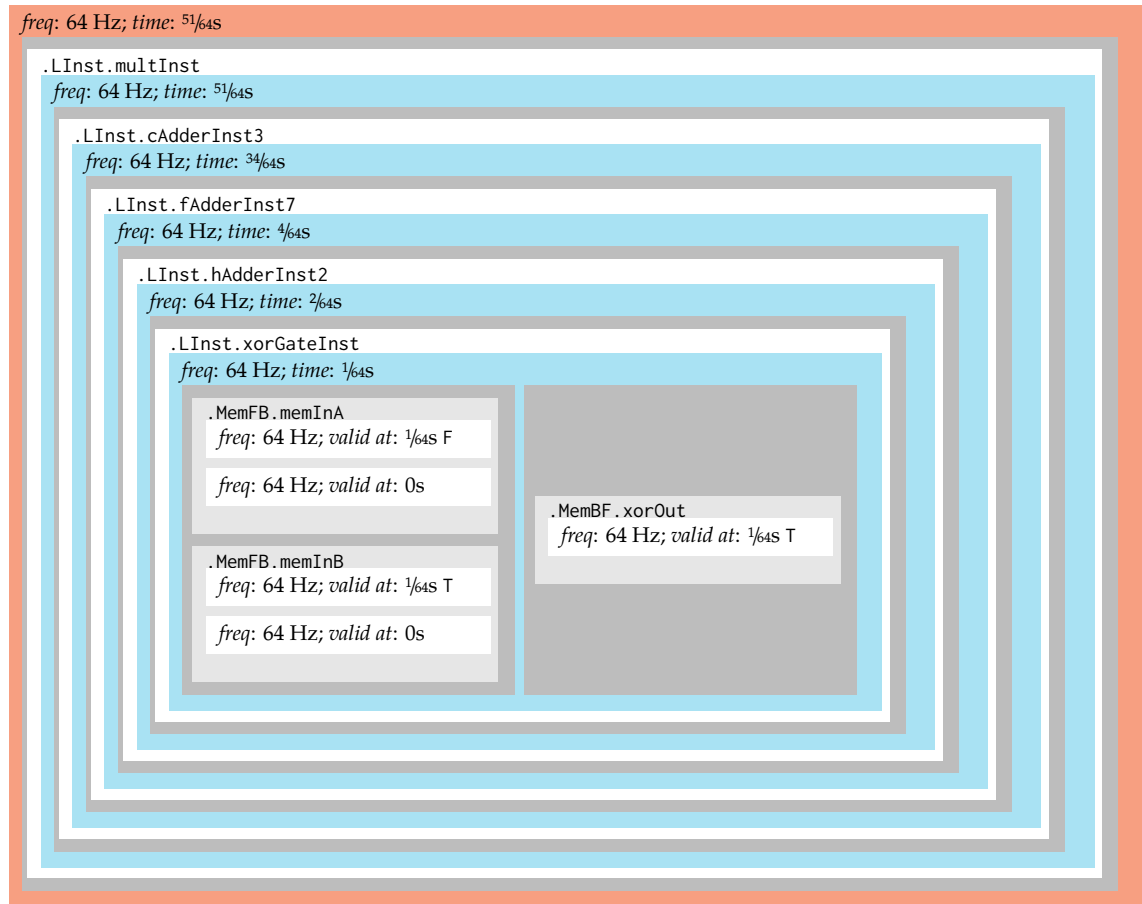 freq: 64 Hz; time: 51/64s
.LInst.multInst
freq: 64 Hz; time: 51/64s
.LInst.cAdderInst3
freq: 64 Hz; time: 34/64s
.LInst.fAdderInst7
freq: 64 Hz; time: 4/64s
.LInst.hAdderInst2
freq: 64 Hz; time: 2/64s
.LInst.xorGateInst
freq: 64 Hz; time: 1/64s
.MemFB.memInA
freq: 64 Hz; valid at: 1/64s F
freq: 64 Hz; valid at: 0s
.MemFB.memInB
freq: 64 Hz; valid at: 1/64s T
freq: 64 Hz; valid at: 0s
.MemBF.xorOut
freq: 64 Hz; valid at: 1/64s T